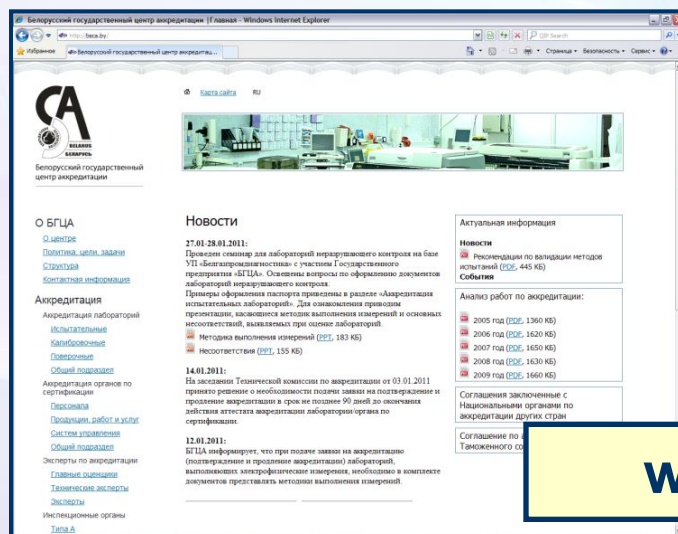 Белорусский государственный центр аккредитации | Главная - Windows Internet Explorer
http://bsca.by/
QIP Search
Избранное
Белорусский государственный центр аккредитац...
Страница
Безопасность
Сервис
Карта сайта
RU
BELARUS
БЕЛАРУСЬ
Белорусский государственный
центр аккредитации
О БГЦА
О центре
Политика, цели, задачи
Структура
Контактная информация
Аккредитация
Аккредитация лабораторий
Испытательные
Калибровочные
Поверочные
Общий подраздел
Аккредитация органов по
сертификации
Персонала
Продукции, работ и услуг
Систем управления
Общий подраздел
Эксперты по аккредитации
Главные оценщики
Технические эксперты
Эксперты
Инспекционные органы
Типа А
Новости
27.01-28.01.2011:
Проведен семинар для лабораторий неразрушающего контроля на базе
УП «Белгазпромдиагностика» с участием Государственного
предприятия «БГЦА». Освещены вопросы по оформлению документов
лабораторий неразрушающего контроля.
Примеры оформления паспорта приведены в разделе «Аккредитация
испытательных лабораторий». Для ознакомления приводим
презентации, касающиеся методик выполнения измерений и основных
несоответствий, выявляемых при оценке лабораторий.
Методика выполнения измерений (PPT, 183 КБ)
Несоответствия (PPT, 155 КБ)
14.01.2011:
На заседании Технической комиссии по аккредитации от 03.01.2011
принято решение о необходимости подачи заявки на подтверждение и
продление аккредитации в срок не позднее 90 дней до окончания
действия аттестата аккредитации лаборатории/органа по
сертификации.
12.01.2011:
БГЦА информирует, что при подаче заявки на аккредитацию
(подтверждение и продление аккредитации) лабораторий,
выполняющих электрофизические измерения, необходимо в комплекте
документов представлять методики выполнения измерений.
Актуальная информация
Новости
Рекомендации по валидации методов
испытаний (PDF, 445 КБ)
События
Анализ работ по аккредитации:
2005 год (PDF, 1360 КБ)
2006 год (PDF, 1620 КБ)
2007 год (PDF, 1650 КБ)
2008 год (PDF, 1630 КБ)
2009 год (PDF, 1660 КБ)
Соглашения заключенные с
Национальными органами по
аккредитации других стран
Соглашение по
Таможенного